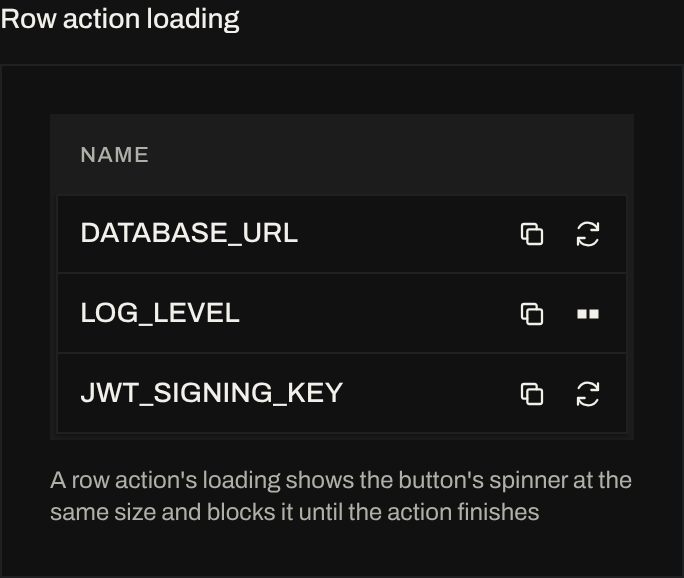 Row action loading
NAME
DATABASE_URL
LOG_LEVEL
JWT_SIGNING_KEY
A row action's loading shows the button's spinner at the
same size and blocks it until the action finishes